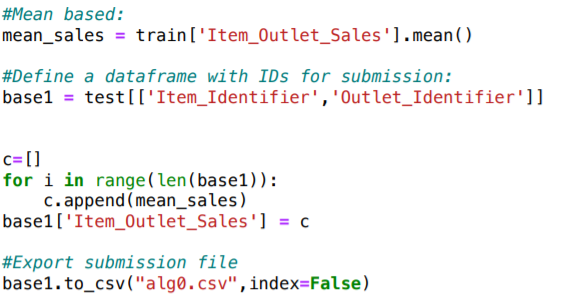 #Mean based:
mean_sales = train['Item_Outlet_Sales'].mean()
#Define a dataframe with IDs for submission:
base1 = test[['Item_Identifier','Outlet_Identifier']]
c=[]
for i in range(len(base1)):
    c.append(mean_sales)
base1['Item_Outlet_Sales'] = c
#Export submission file
base1.to_csv("alg0.csv",index=False)